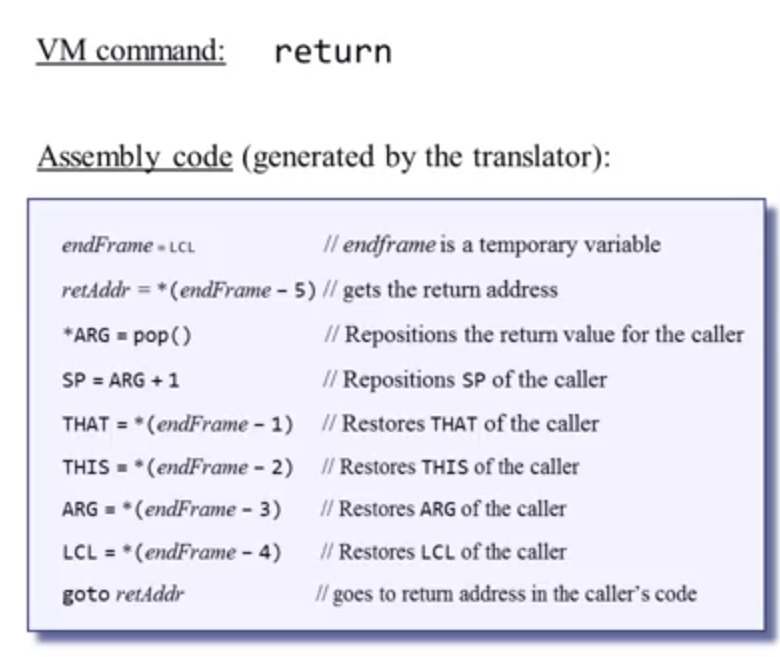 VM command: return
Assembly code (generated by the translator):
endFrame = LCL // endframe is a temporary variable
retAddr = *(endFrame – 5) // gets the return address
*ARG = pop() // Repositions the return value for the caller
SP = ARG + 1 // Repositions SP of the caller
THAT = *(endFrame – 1) // Restores THAT of the caller
THIS = *(endFrame – 2) // Restores THIS of the caller
ARG = *(endFrame – 3) // Restores ARG of the caller
LCL = *(endFrame – 4) // Restores LCL of the caller
goto retAddr // goes to return address in the caller's code